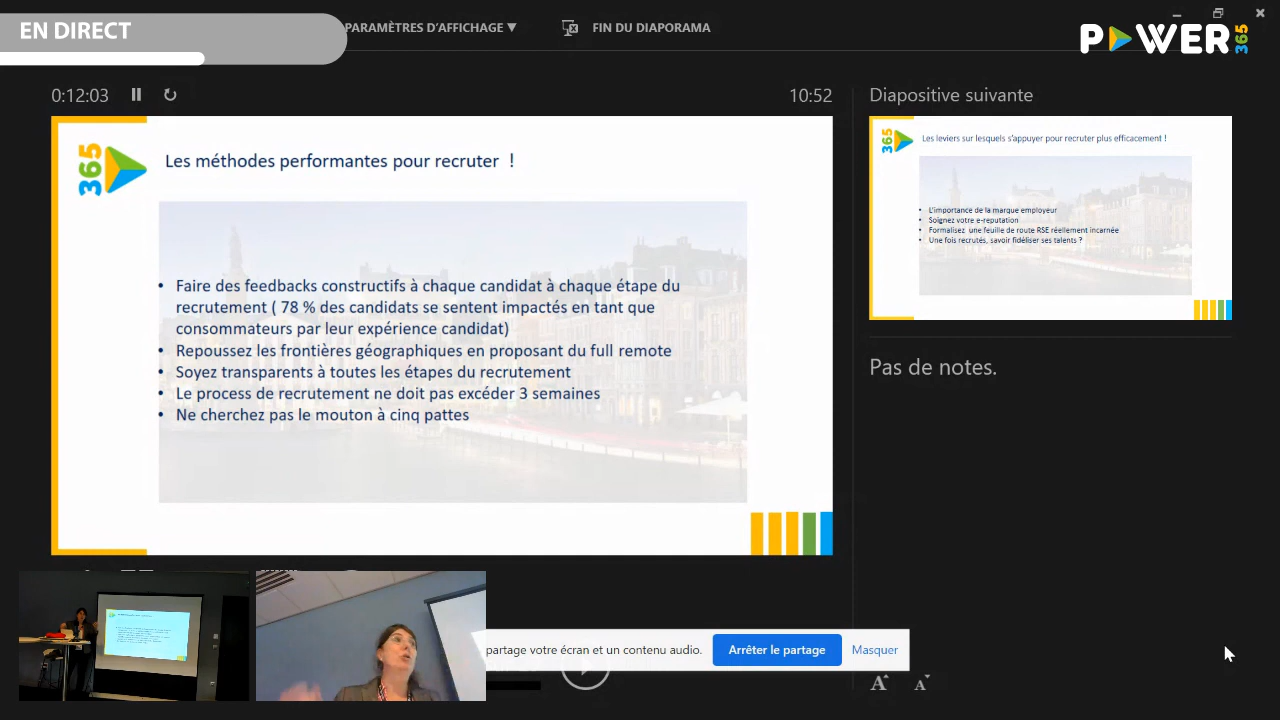 EN DIRECT
PARAMÈTRES D'AFFICHAGE ▼
FIN DU DIAPORAMA
POWER 365
0:12:03
10:52
Diapositive suivante
365
Les méthodes performantes pour recruter !
• Faire des feedbacks constructifs à chaque candidat à chaque étape du
recrutement ( 78 % des candidats se sentent impactés en tant que
consommateurs par leur expérience candidat)
• Repoussez les frontières géographiques en proposant du full remote
• Soyez transparents à toutes les étapes du recrutement
• Le process de recrutement ne doit pas excéder 3 semaines
• Ne cherchez pas le mouton à cinq pattes
365
Les leviers sur lesquels s'appuyer pour recruter plus efficacement !
• L'importance de la marque employeur
• Soignez votre e-reputation
• Formalisez une feuille de route RSE réellement incarnée
• Une fois recrutés, savoir fidéliser ses talents ?
Pas de notes.
partage votre écran et un contenu audio.
Arrêter le partage
Masquer
A A